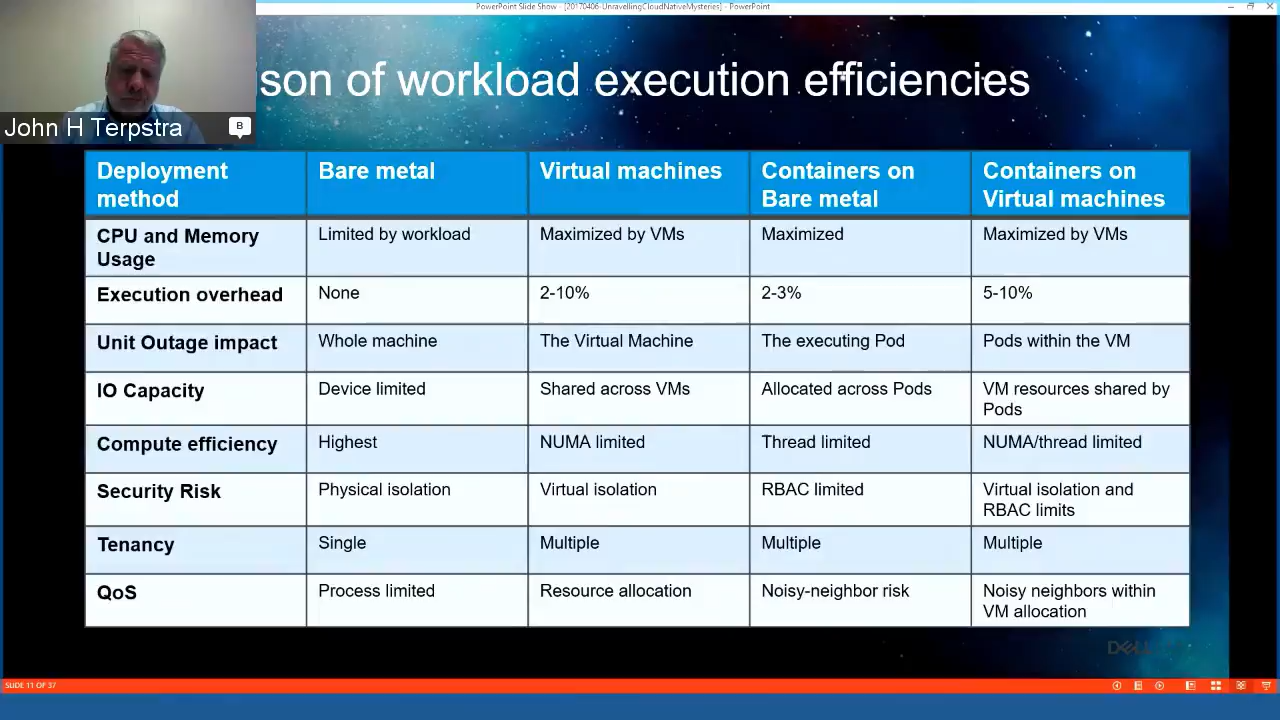 PowerPoint Slide Show - [20170406-UnravellingCloudNativeMysteries] - PowerPoint
son of workload execution efficiencies
John H Terpstra
B
Deployment method
Bare metal
Virtual machines
Containers on Bare metal
Containers on Virtual machines
CPU and Memory Usage
Limited by workload
Maximized by VMs
Maximized
Maximized by VMs
Execution overhead
None
2-10%
2-3%
5-10%
Unit Outage impact
Whole machine
The Virtual Machine
The executing Pod
Pods within the VM
IO Capacity
Device limited
Shared across VMs
Allocated across Pods
VM resources shared by Pods
Compute efficiency
Highest
NUMA limited
Thread limited
NUMA/thread limited
Security Risk
Physical isolation
Virtual isolation
RBAC limited
Virtual isolation and RBAC limits
Tenancy
Single
Multiple
Multiple
Multiple
QoS
Process limited
Resource allocation
Noisy-neighbor risk
Noisy neighbors within VM allocation
SLIDE 11 OF 37